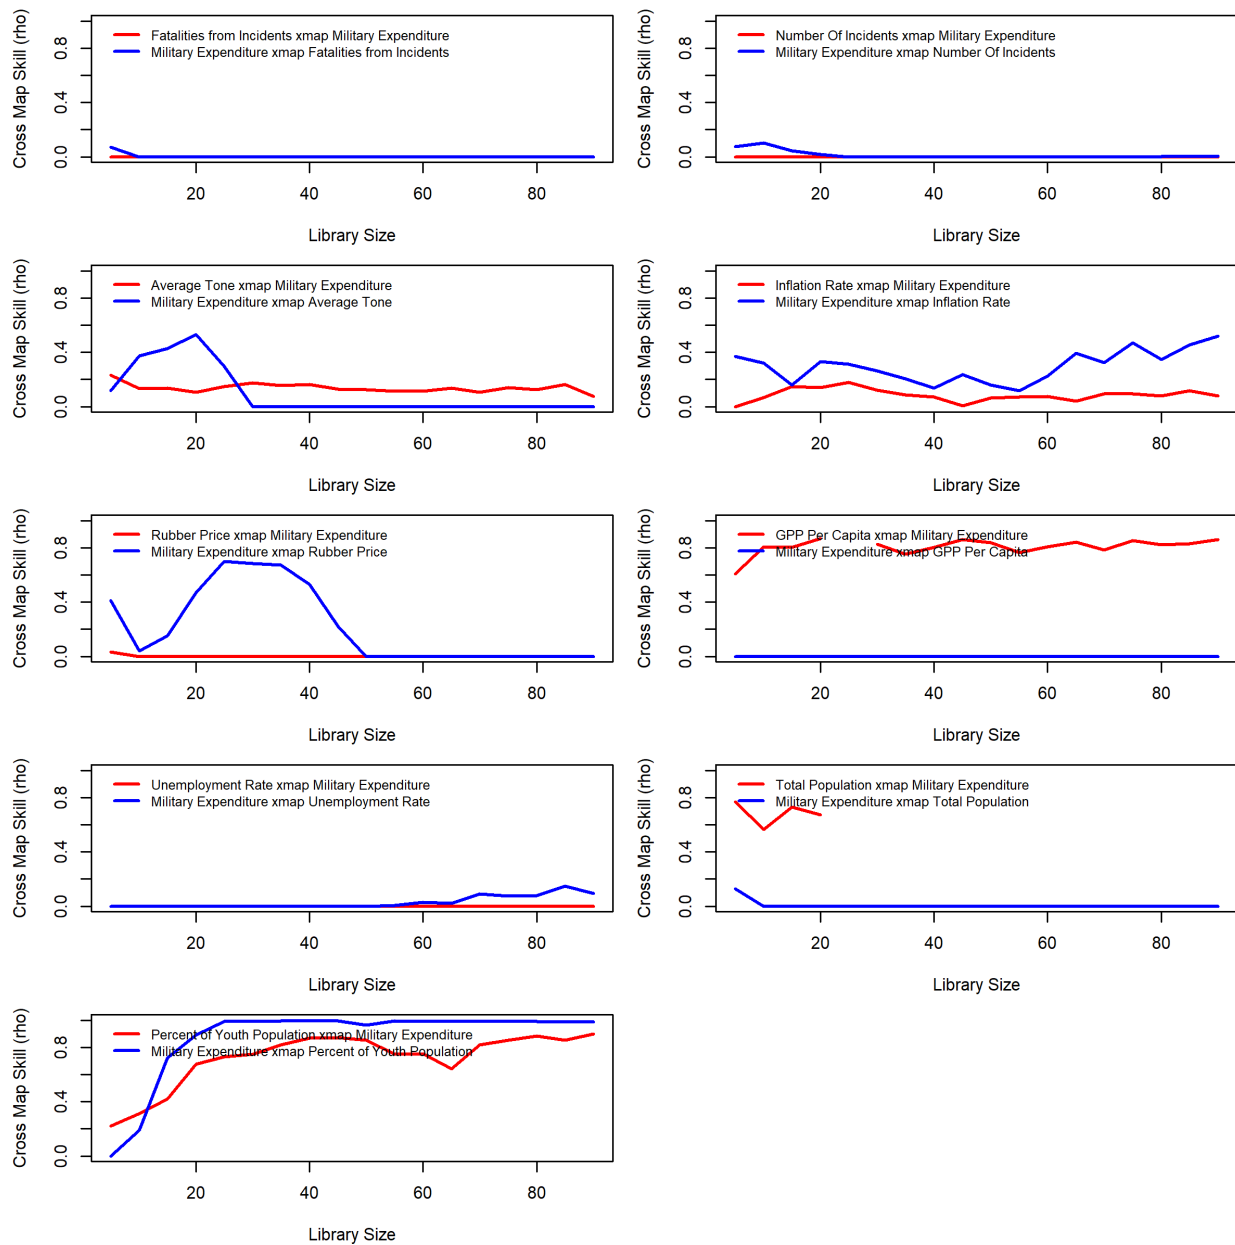 Cross Map Skill (rho)
0.0 0.4 0.8
Fatalities from Incidents xmap Military Expenditure
Military Expenditure xmap Fatalities from Incidents
20 40 60 80
Library Size
Cross Map Skill (rho)
0.0 0.4 0.8
Number Of Incidents xmap Military Expenditure
Military Expenditure xmap Number Of Incidents
20 40 60 80
Library Size
Cross Map Skill (rho)
0.0 0.4 0.8
Average Tone xmap Military Expenditure
Military Expenditure xmap Average Tone
20 40 60 80
Library Size
Cross Map Skill (rho)
0.0 0.4 0.8
Inflation Rate xmap Military Expenditure
Military Expenditure xmap Inflation Rate
20 40 60 80
Library Size
Cross Map Skill (rho)
0.0 0.4 0.8
Rubber Price xmap Military Expenditure
Military Expenditure xmap Rubber Price
20 40 60 80
Library Size
Cross Map Skill (rho)
0.0 0.4 0.8
GPP Per Capita xmap Military Expenditure
Military Expenditure xmap GPP Per Capita
20 40 60 80
Library Size
Cross Map Skill (rho)
0.0 0.4 0.8
Unemployment Rate xmap Military Expenditure
Military Expenditure xmap Unemployment Rate
20 40 60 80
Library Size
Cross Map Skill (rho)
0.0 0.4 0.8
Total Population xmap Military Expenditure
Military Expenditure xmap Total Population
20 40 60 80
Library Size
Cross Map Skill (rho)
0.0 0.4 0.8
Percent of Youth Population xmap Military Expenditure
Military Expenditure xmap Percent of Youth Population
20 40 60 80
Library Size